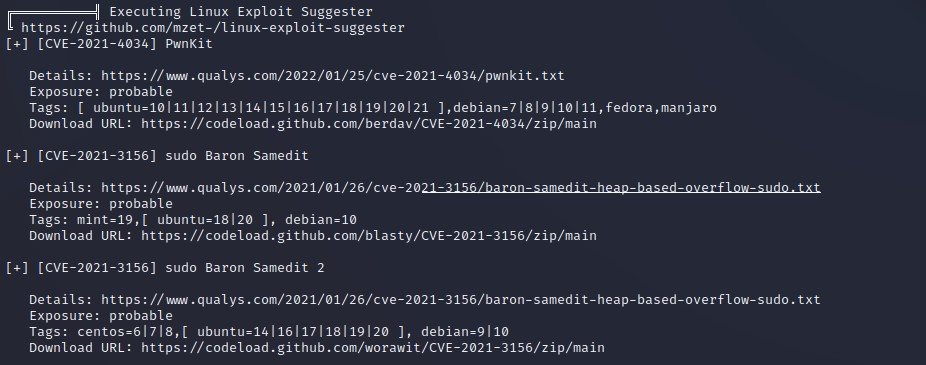 ╔══════════╣ Executing Linux Exploit Suggester
╚ https://github.com/mzet-/linux-exploit-suggester
[+] [CVE-2021-4034] PwnKit
Details: https://www.qualys.com/2022/01/25/cve-2021-4034/pwnkit.txt
Exposure: probable
Tags: [ ubuntu=10|11|12|13|14|15|16|17|18|19|20|21 ],debian=7|8|9|10|11,fedora,manjaro
Download URL: https://codeload.github.com/berdav/CVE-2021-4034/zip/main
[+] [CVE-2021-3156] sudo Baron Samedit
Details: https://www.qualys.com/2021/01/26/cve-2021-3156/baron-samedit-heap-based-overflow-sudo.txt
Exposure: probable
Tags: mint=19,[ ubuntu=18|20 ], debian=10
Download URL: https://codeload.github.com/blasty/CVE-2021-3156/zip/main
[+] [CVE-2021-3156] sudo Baron Samedit 2
Details: https://www.qualys.com/2021/01/26/cve-2021-3156/baron-samedit-heap-based-overflow-sudo.txt
Exposure: probable
Tags: centos=6|7|8,[ ubuntu=14|16|17|18|19|20 ], debian=9|10
Download URL: https://codeload.github.com/worawit/CVE-2021-3156/zip/main